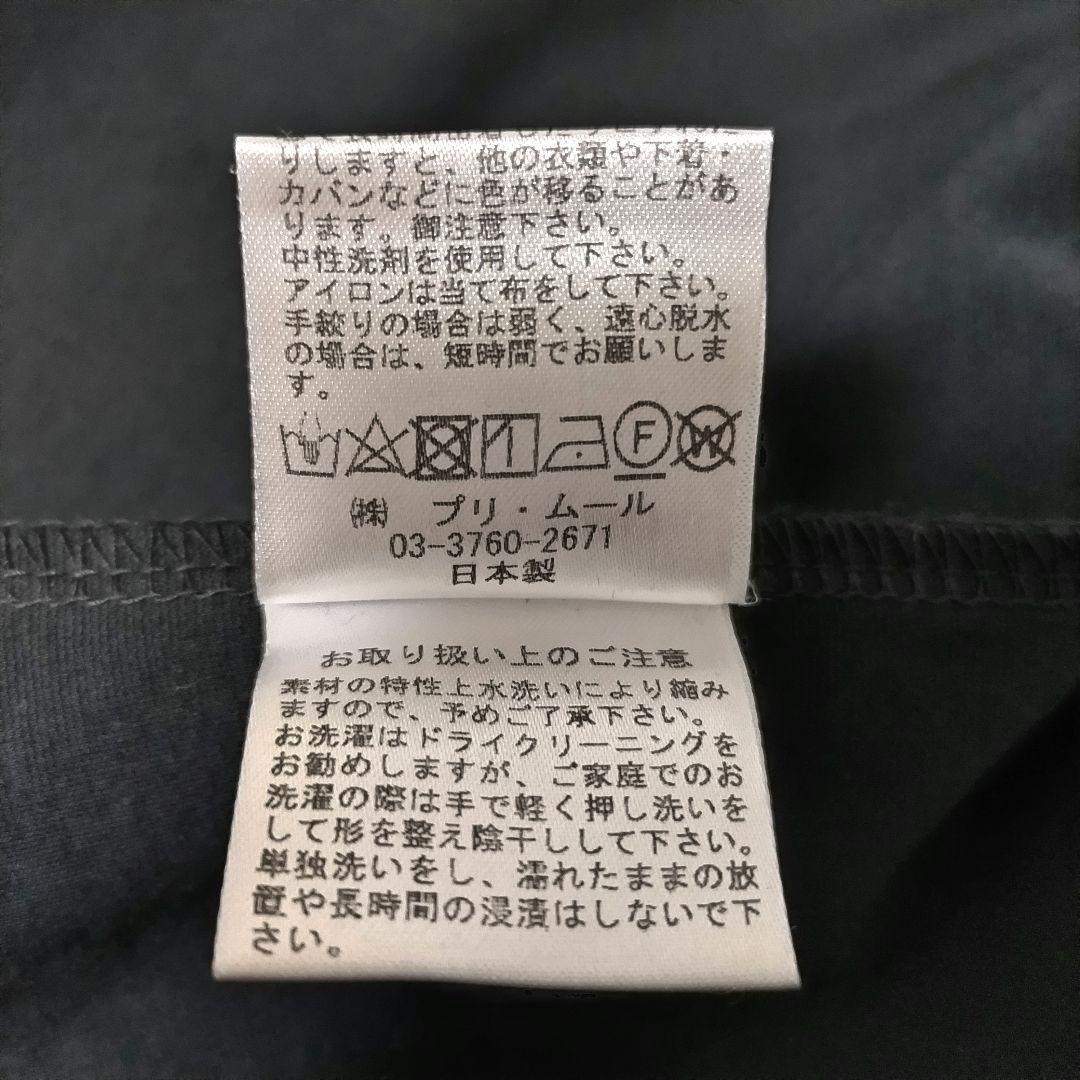 りしますと、他の衣類や下着・
カバンなどに色が移ることがあ
ります。御注意下さい。
中性洗剤を使用して下さい。
アイロンは当て布をして下さい。
手絞りの場合は弱く、遠心脱水
の場合は、短時間でお願いしま
す。
F W
㈱ プリ・ムール
03-3760-2671
日本製
お取り扱い上のご注意
素材の特性上水洗いにより縮み
ますので、予めご了承下さい。
お洗濯はドライクリーニングを
お勧めしますが、ご家庭でのお
洗濯の際は手で軽く押し洗いを
して形を整え陰干しして下さい。
単独洗いをし、濡れたままの放
置や長時間の浸漬はしないで下
さい。